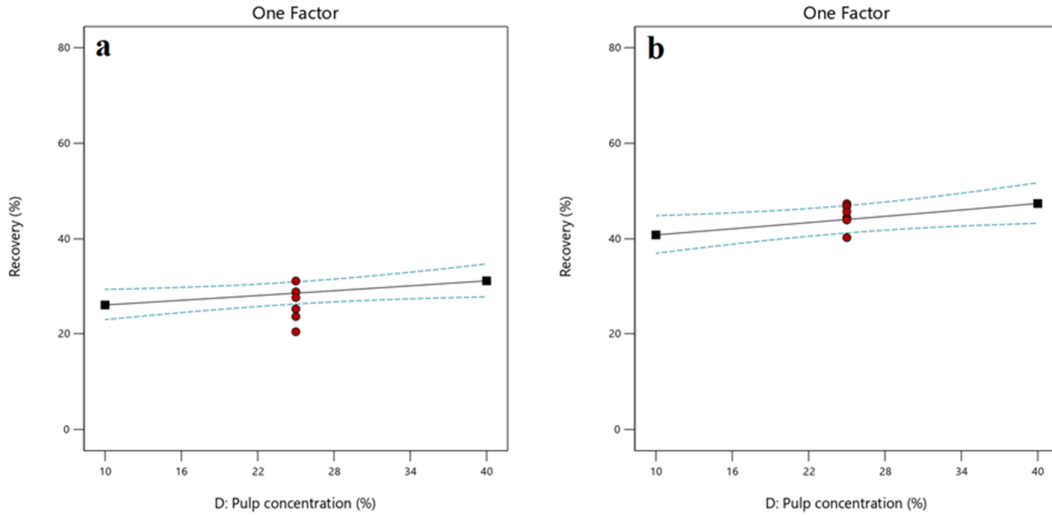 One Factor
a
80
60
40
20
0
Recovery (%)
10 16 22 28 34 40
D: Pulp concentration (%)
One Factor
b
80
60
40
20
0
Recovery (%)
10 16 22 28 34 40
D: Pulp concentration (%)